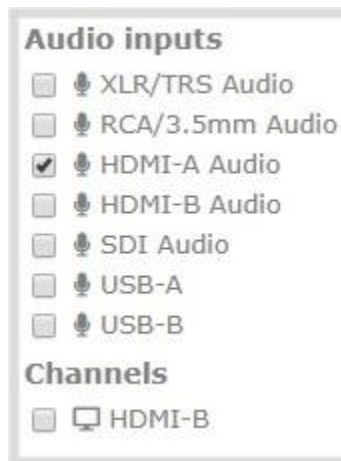 Audio inputs
XLR/TRS Audio
RCA/3.5mm Audio
HDMI-A Audio
HDMI-B Audio
SDI Audio
USB-A
USB-B
Channels
HDMI-B